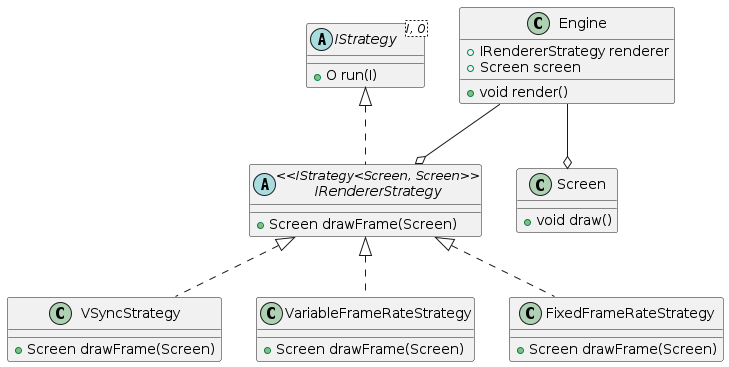 A IStrategy I, O
O run(I)
C Engine
IRendererStrategy renderer
Screen screen
void render()
A <<IStrategy<Screen, Screen>>
IRendererStrategy
Screen drawFrame(Screen)
C Screen
void draw()
C VSyncStrategy
Screen drawFrame(Screen)
C VariableFrameRateStrategy
Screen drawFrame(Screen)
C FixedFrameRateStrategy
Screen drawFrame(Screen)